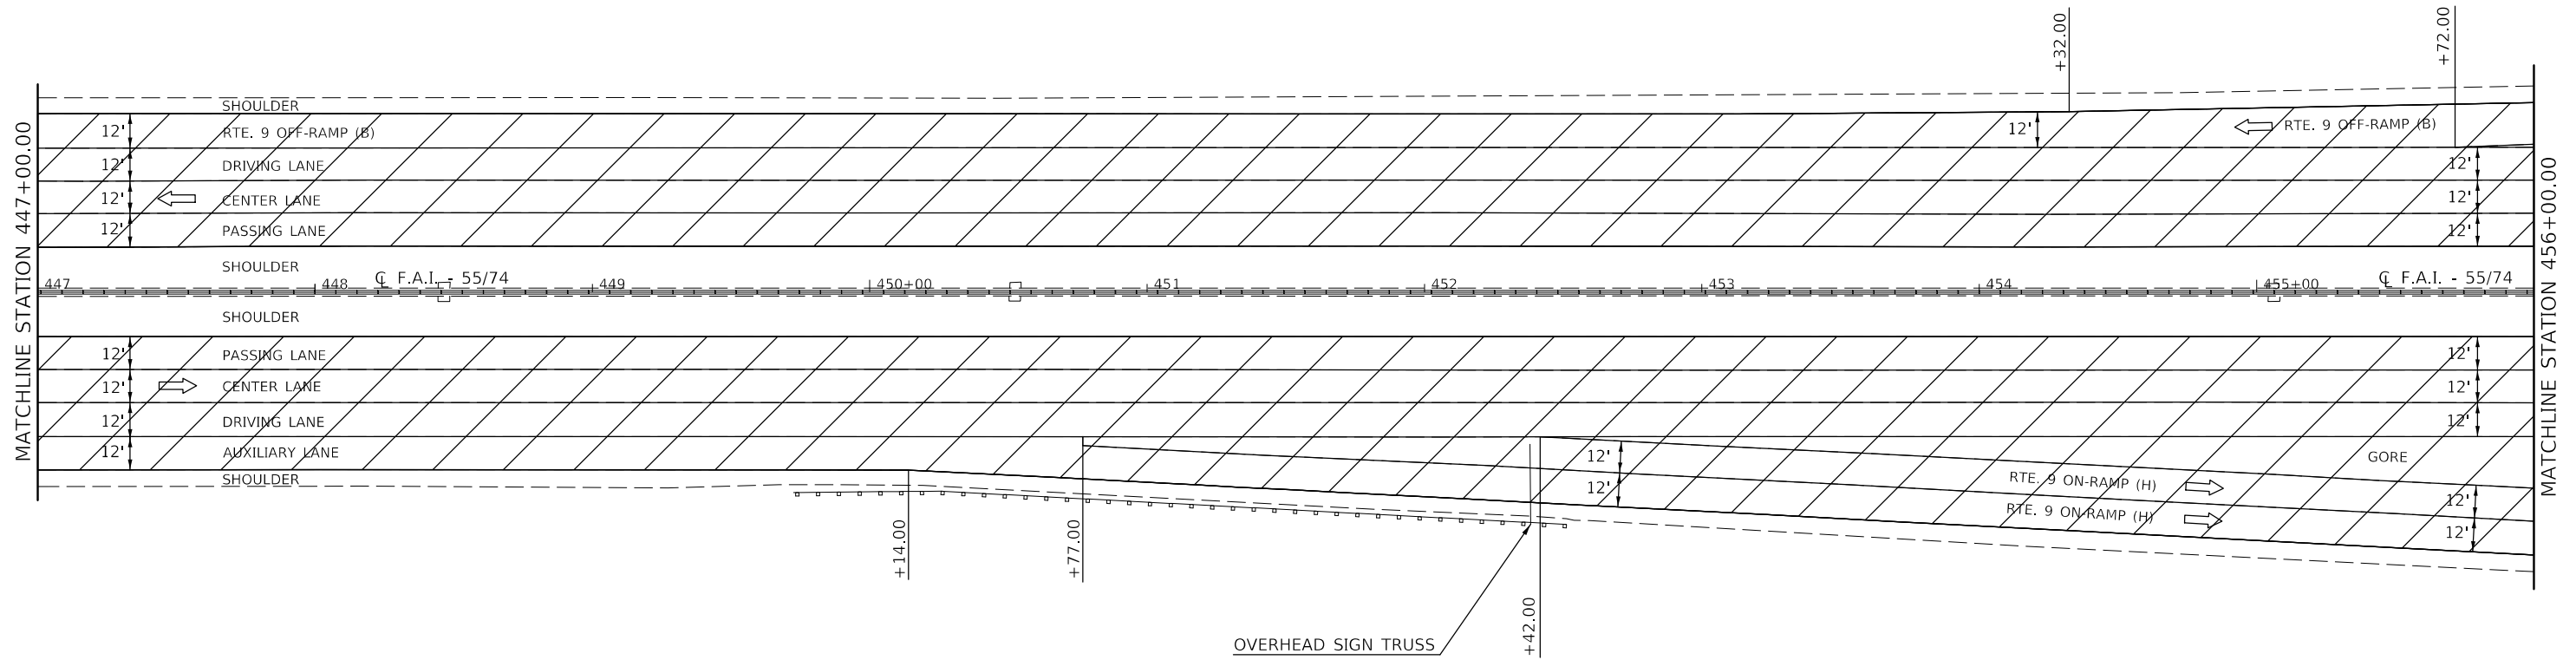 +32.00
+72.00
MATCHLINE STATION 447+00.00
MATCHLINE STATION 456+00.00
SHOULDER
12' RTE. 9 OFF-RAMP (B) 12' RTE. 9 OFF-RAMP (B)
12' DRIVING LANE 12'
12' CENTER LANE 12'
12' PASSING LANE 12'
SHOULDER
447 448 ℄ F.A.I. - 55/74 449 450+00 451 452 453 454 455+00 ℄ F.A.I. - 55/74
SHOULDER
12' PASSING LANE 12'
12' CENTER LANE 12'
12' DRIVING LANE 12'
12' AUXILIARY LANE 12' GORE
SHOULDER 12' RTE. 9 ON-RAMP (H) 12'
RTE. 9 ON-RAMP (H) 12'
+14.00
+77.00
+42.00
OVERHEAD SIGN TRUSS